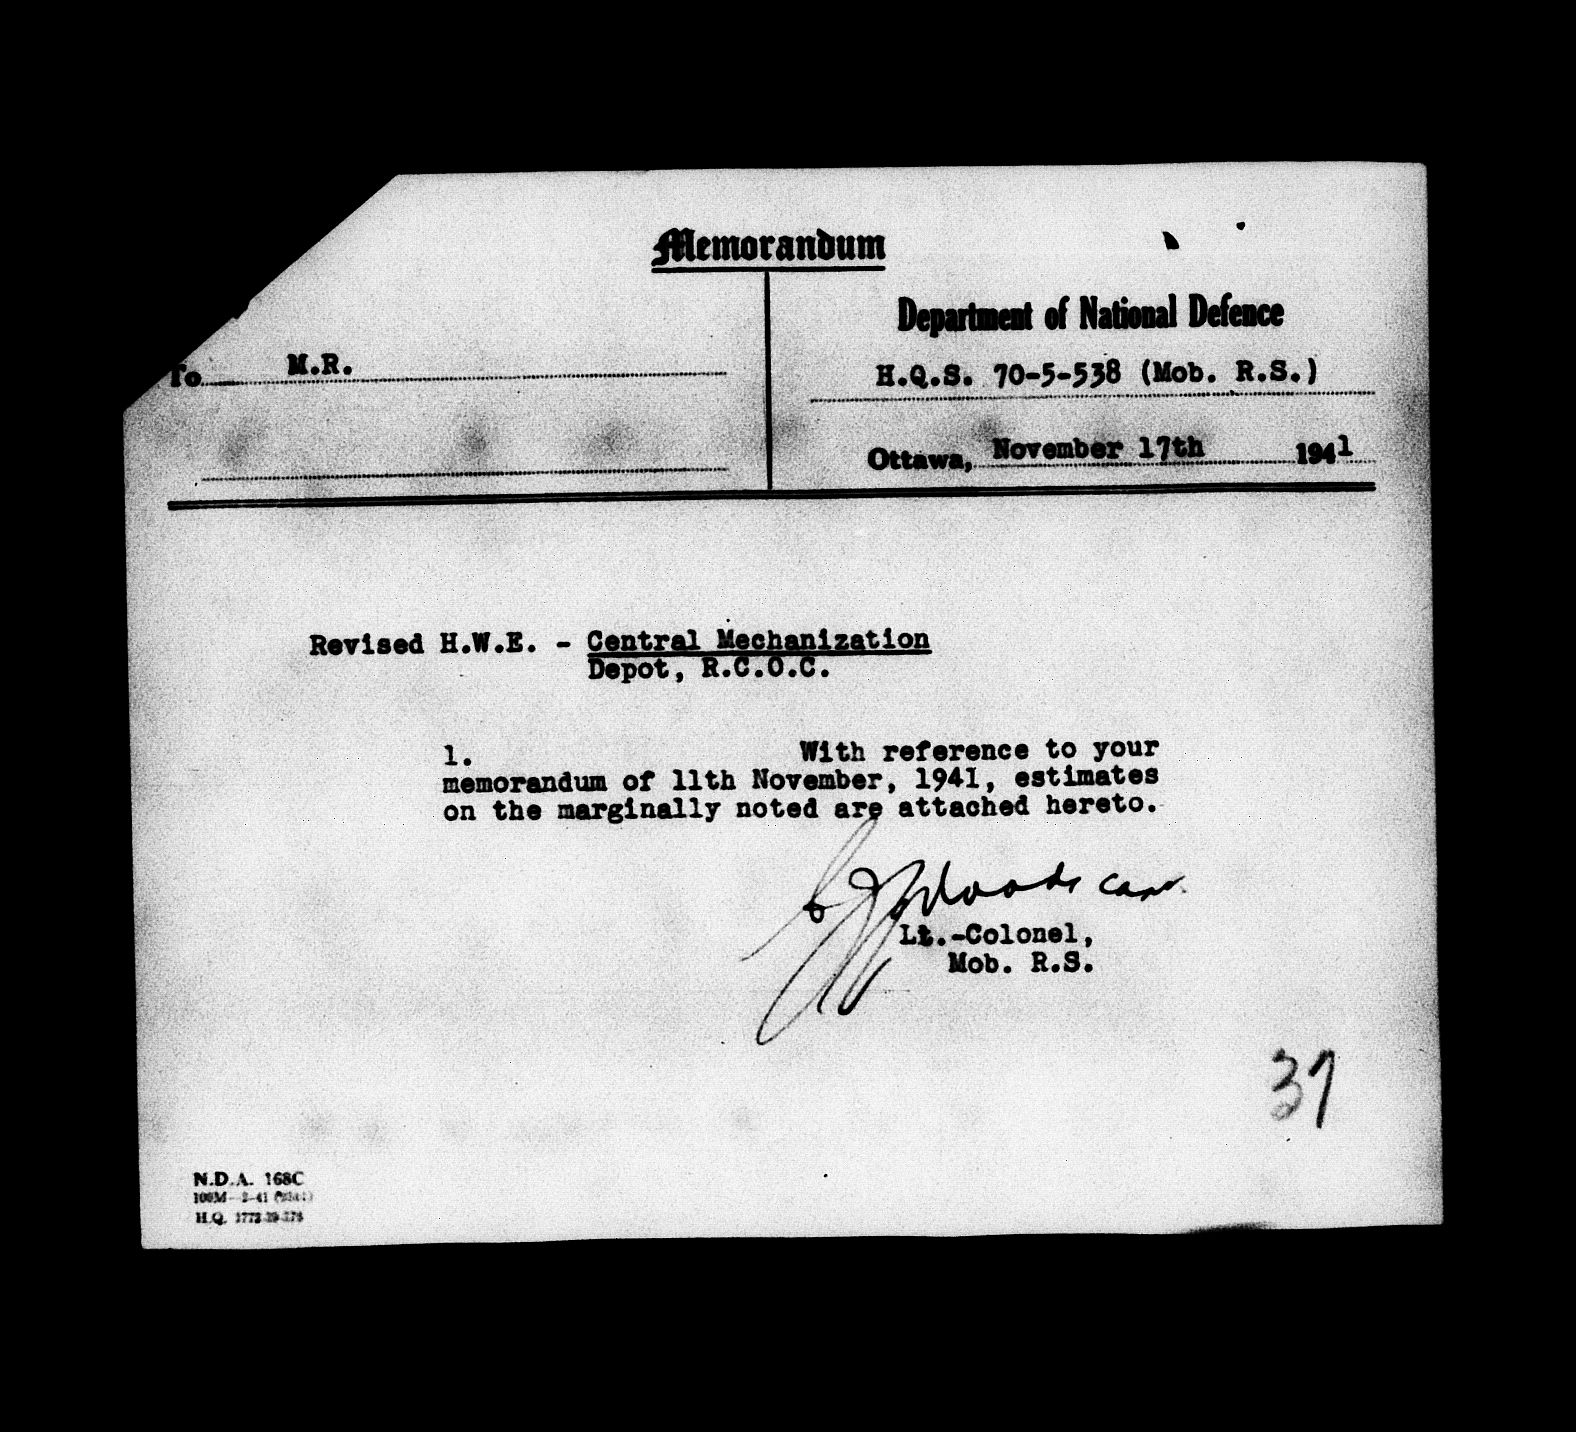 Memorandum
Department of National Defence
To M.R.
H.Q.S. 70-5-538 (Mob. R.S.)
Ottawa, November 17th 1941
Revised H.W.E. - Central Mechanization
Depot, R.C.O.C.
1. With reference to your
memorandum of 11th November, 1941, estimates
on the marginally noted are attached hereto.
Lt.-Colonel,
Mob. R.S.
37
N.D.A. 168C
H.Q.